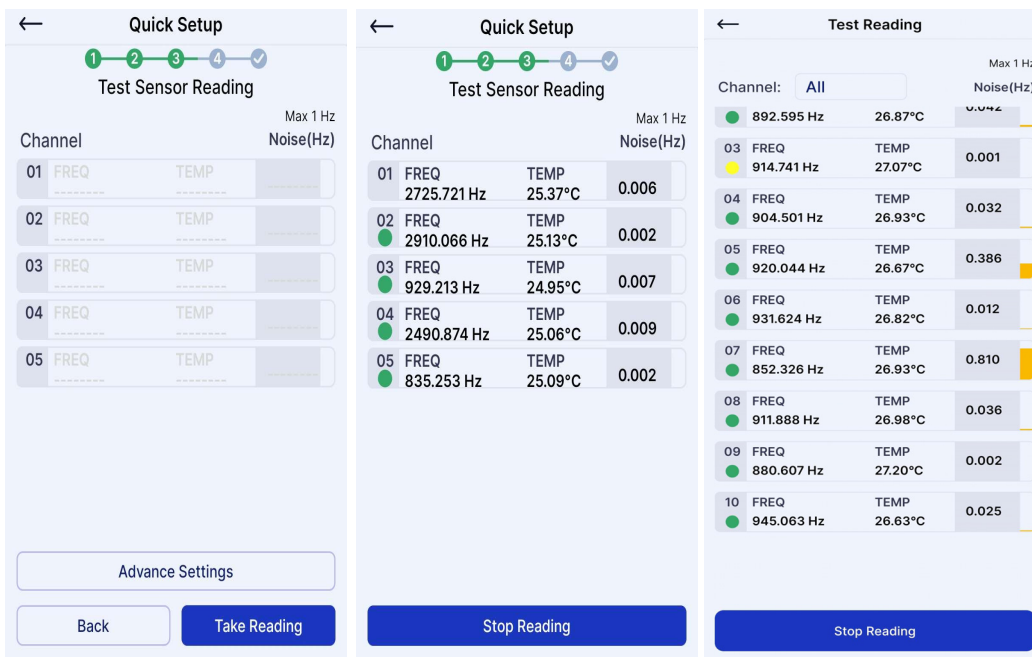 Quick Setup
1 2 3 4
Test Sensor Reading
Max 1 Hz
Channel Noise(Hz)
01 FREQ TEMP
-------- -------- --------
02 FREQ TEMP
-------- -------- --------
03 FREQ TEMP
-------- -------- --------
04 FREQ TEMP
-------- -------- --------
05 FREQ TEMP
-------- -------- --------
Advance Settings
Back Take Reading
Quick Setup
1 2 3 4
Test Sensor Reading
Max 1 Hz
Channel Noise(Hz)
01 FREQ TEMP
2725.721 Hz 25.37°C 0.006
02 FREQ TEMP
2910.066 Hz 25.13°C 0.002
03 FREQ TEMP
929.213 Hz 24.95°C 0.007
04 FREQ TEMP
2490.874 Hz 25.06°C 0.009
05 FREQ TEMP
835.253 Hz 25.09°C 0.002
Stop Reading
Test Reading
Max 1 Hz
Channel: All Noise(Hz)
892.595 Hz 26.87°C
03 FREQ TEMP
914.741 Hz 27.07°C 0.001
04 FREQ TEMP
904.501 Hz 26.93°C 0.032
05 FREQ TEMP
920.044 Hz 26.67°C 0.386
06 FREQ TEMP
931.624 Hz 26.82°C 0.012
07 FREQ TEMP
852.326 Hz 26.93°C 0.810
08 FREQ TEMP
911.888 Hz 26.98°C 0.036
09 FREQ TEMP
880.607 Hz 27.20°C 0.002
10 FREQ TEMP
945.063 Hz 26.63°C 0.025
Stop Reading